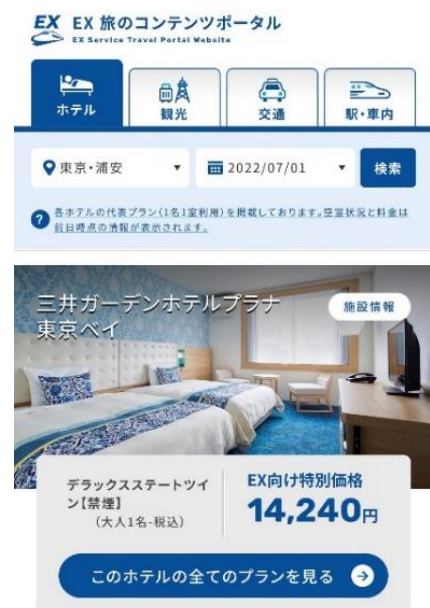 EX EX 旅のコンテンツポータル
EX Service Travel Portal Website
ホテル
観光
交通
駅・車内
東京・浦安
2022/07/01
検索
? 各ホテルの代表プラン(1名1室利用)を掲載しております。空室状況と料金は
前日時点の情報が表示されます。
三井ガーデンホテルプラナ
東京ベイ
施設情報
デラックスステートツイ
ン【禁煙】
(大人1名-税込)
EX向け特別価格
14,240円
このホテルの全てのプランを見る